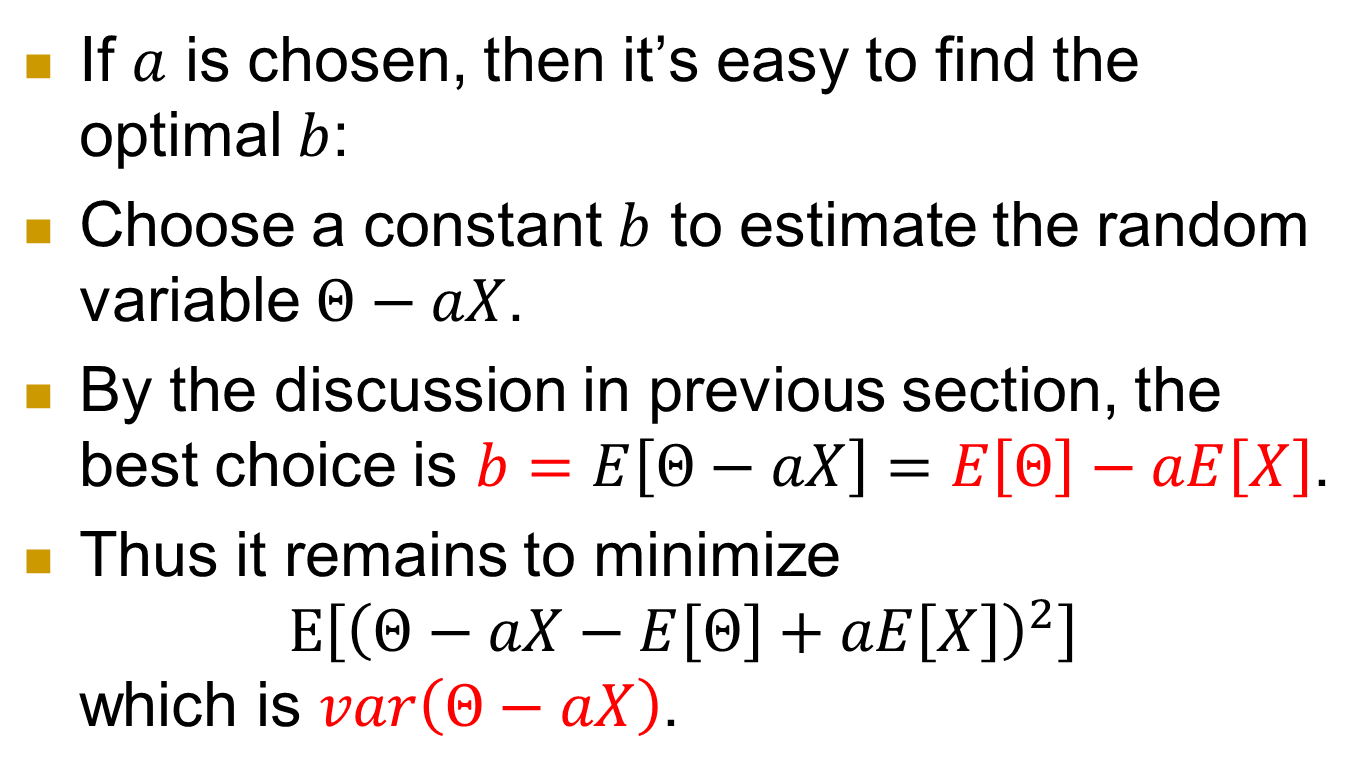 If a is chosen, then it’s easy to find the
optimal b:
Choose a constant b to estimate the random
variable Θ − aX.
By the discussion in previous section, the
best choice is b = E[Θ − aX] = E[Θ] − aE[X].
Thus it remains to minimize
E[(Θ − aX − E[Θ] + aE[X])²]
which is var(Θ − aX).